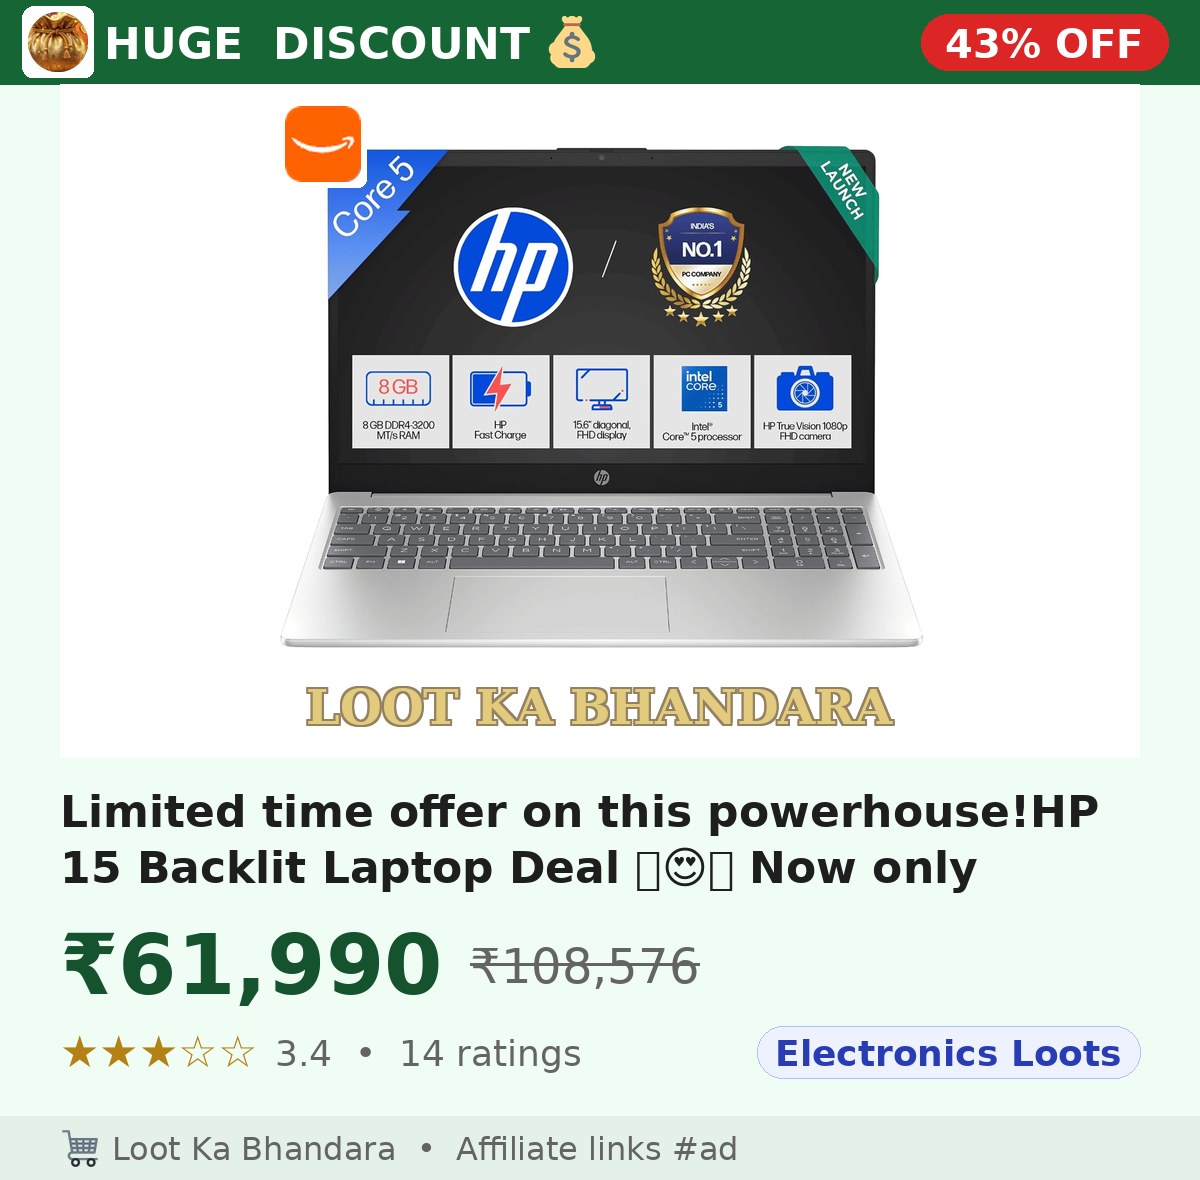 HUGE DISCOUNT
43% OFF
Core 5
NEW
LAUNCH
hp
INDIA'S
NO.1
PC COMPANY
8 GB
8 GB DDR4-3200
MT/s RAM
HP
Fast Charge
15.6" diagonal,
FHD display
intel
CORE
5
Intel®
Core™ 5 processor
HP True Vision 1080p
FHD camera
hp
LOOT KA BHANDARA
Limited time offer on this powerhouse!HP
15 Backlit Laptop Deal 😍 Now only
₹61,990 ₹108,576
★★★☆☆ 3.4 • 14 ratings
Electronics Loots
Loot Ka Bhandara • Affiliate links #ad